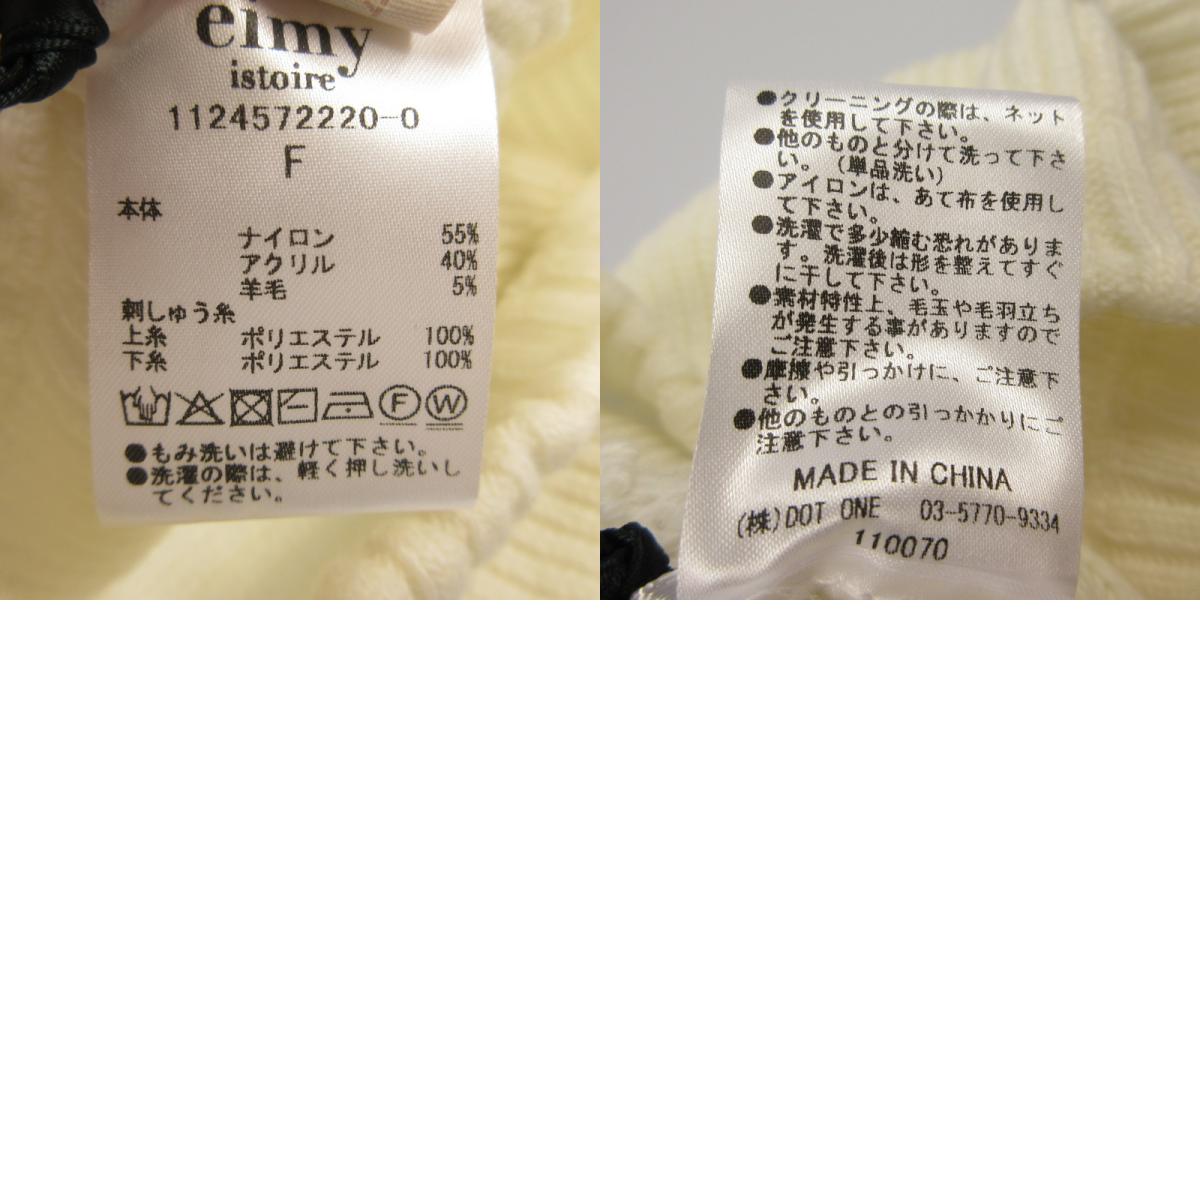 eimy
istoire
1124572220-0
F
本体
ナイロン 55%
アクリル 40%
羊毛 5%
刺しゅう糸
上糸 ポリエステル 100%
下糸 ポリエステル 100%
F W
●もみ洗いは避けて下さい。
●洗濯の際は、軽く押し洗いし
てください。
●クリーニングの際は、ネット
を使用して下さい。
●他のものと分けて洗って下さ
い。(単品洗い)
●アイロンは、あて布を使用し
て下さい。
●洗濯で多少縮む恐れがありま
す。洗濯後は形を整えてすぐ
に干して下さい。
●素材特性上、毛玉や毛羽立ち
が発生する事がありますので
ご注意下さい。
●摩擦や引っかけに、ご注意下
さい。
●他のものとの引っかかりにご
注意下さい。
MADE IN CHINA
(株)DOT ONE 03-5770-9334
110070